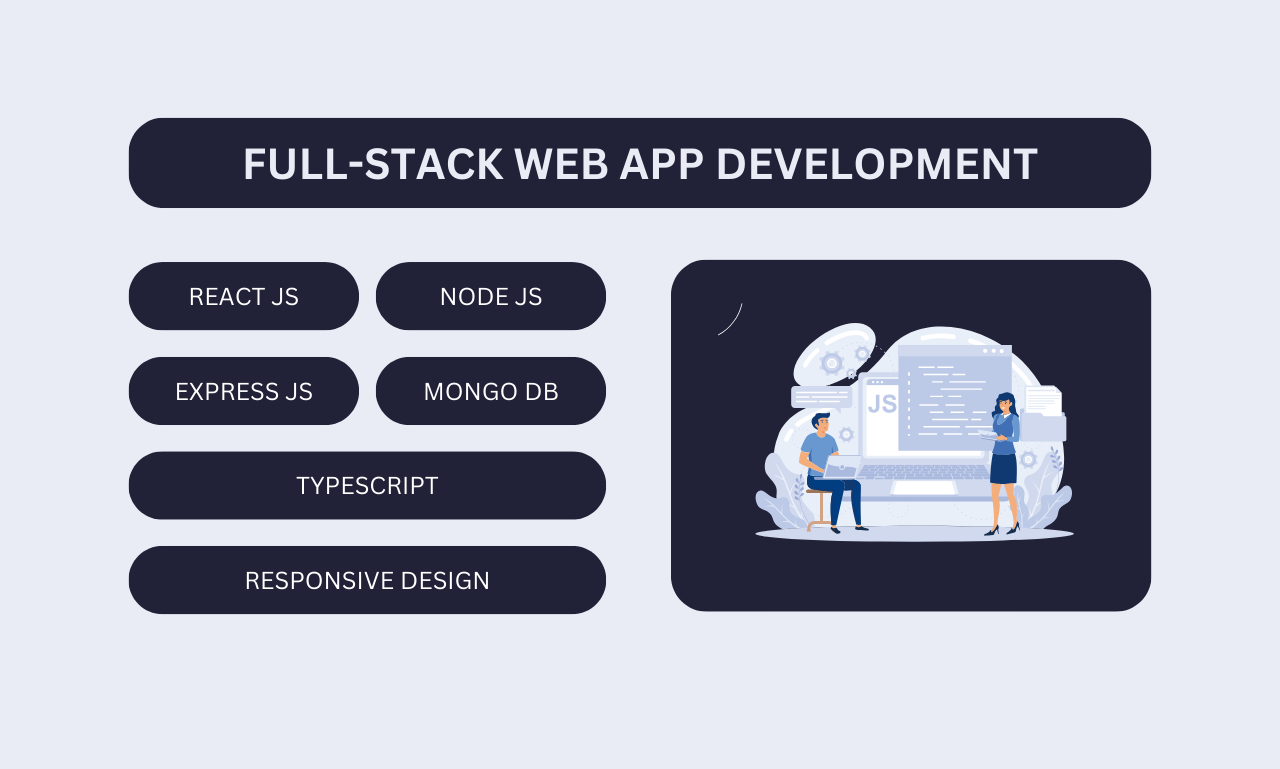 FULL-STACK WEB APP DEVELOPMENT
REACT JS
NODE JS
EXPRESS JS
MONGO DB
TYPESCRIPT
RESPONSIVE DESIGN
JS